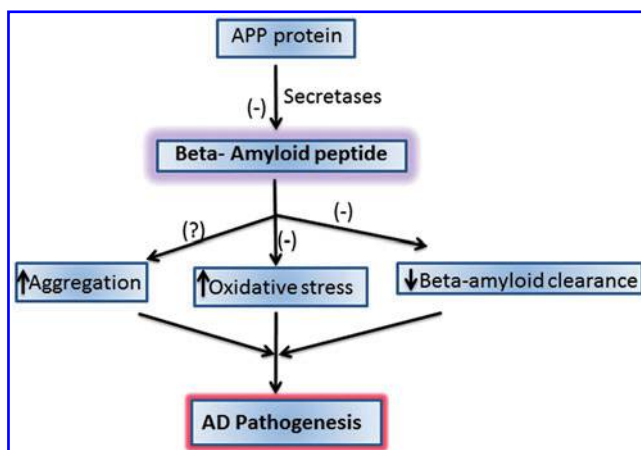 APP protein
(-) Secretases
Beta- Amyloid peptide
(?) (-) (-)
↑Aggregation ↑Oxidative stress ↓Beta-amyloid clearance
AD Pathogenesis